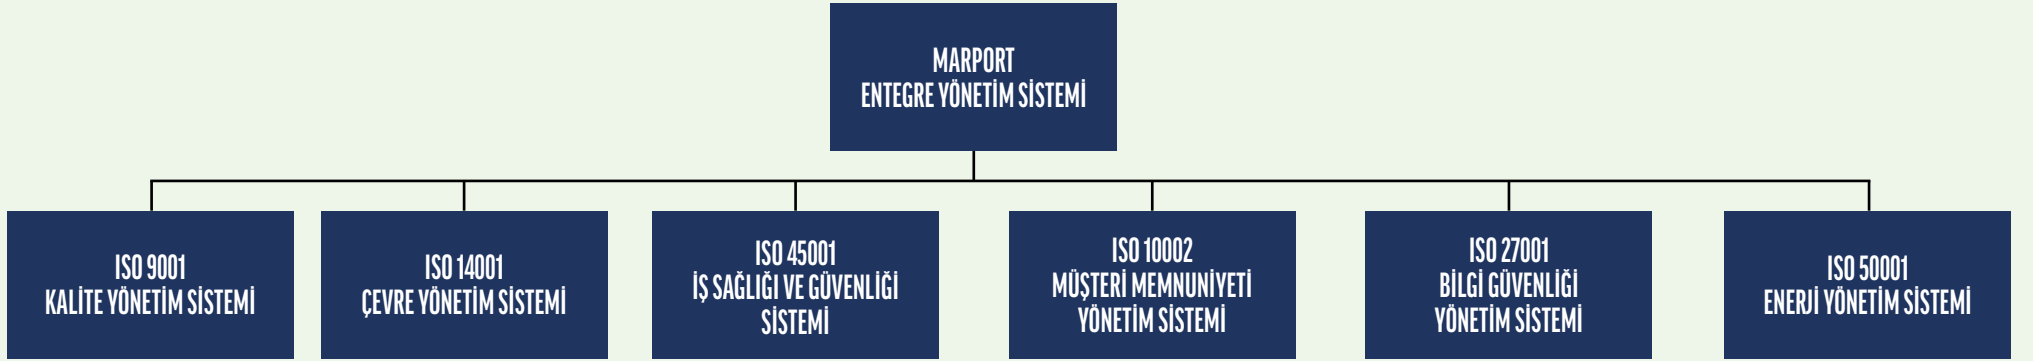 MARPORT
ENTEGRE YÖNETİM SİSTEMİ
ISO 9001
KALİTE YÖNETİM SİSTEMİ
ISO 14001
ÇEVRE YÖNETİM SİSTEMİ
ISO 45001
İŞ SAĞLIĞI VE GÜVENLİĞİ
SİSTEMİ
ISO 10002
MÜŞTERİ MEMNUNİYETİ
YÖNETİM SİSTEMİ
ISO 27001
BİLGİ GÜVENLİĞİ
YÖNETİM SİSTEMİ
ISO 50001
ENERJİ YÖNETİM SİSTEMİ